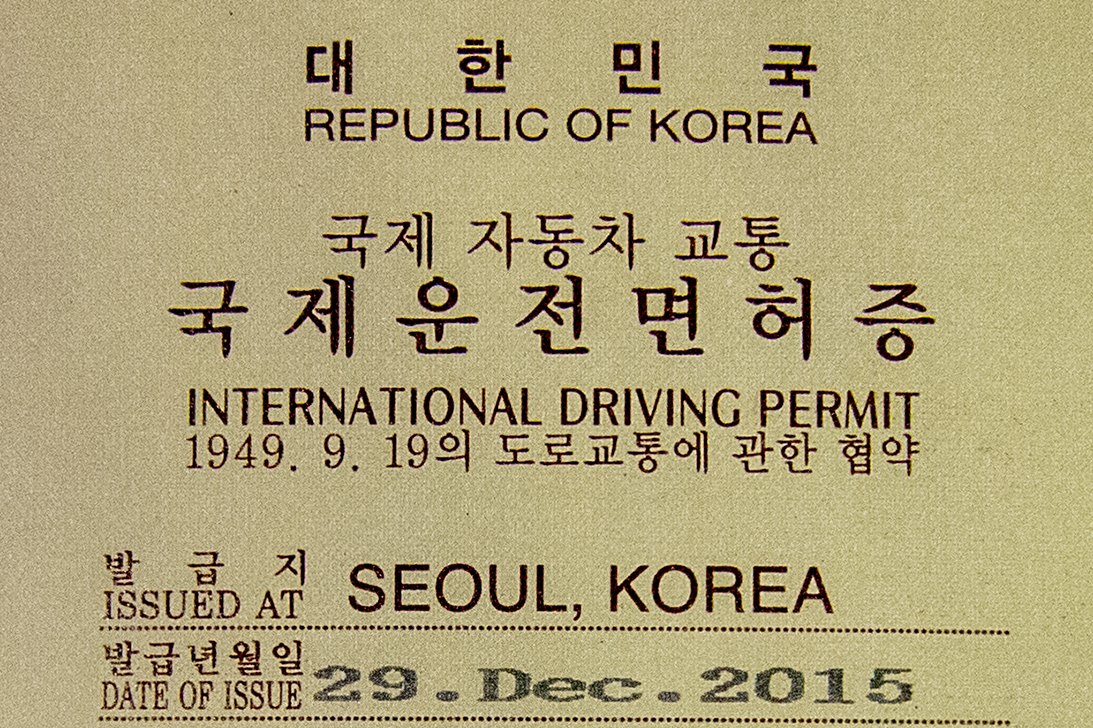 대 한 민 국
REPUBLIC OF KOREA
국제 자동차 교통
국 제 운 전 면 허 증
INTERNATIONAL DRIVING PERMIT
1949. 9. 19의 도로교통에 관한 협약
발 급 지
ISSUED AT SEOUL, KOREA
발급년월일
DATE OF ISSUE 29.Dec.2015